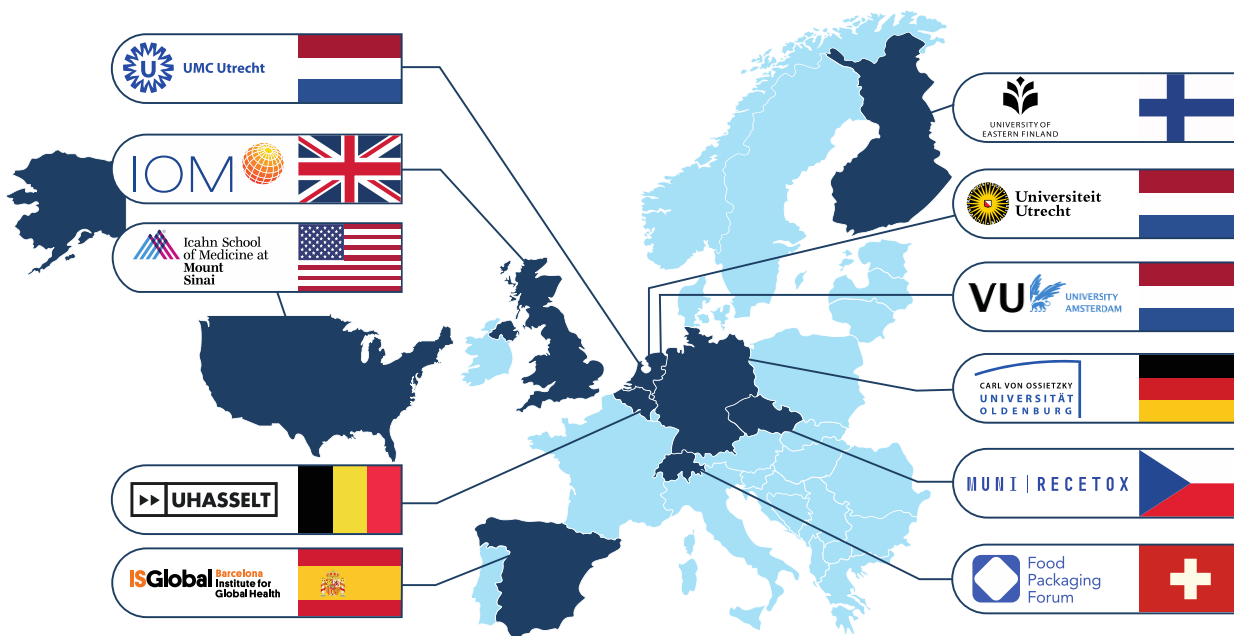 U
UMC Utrecht
IOM
Icahn School
of Medicine at
Mount
Sinai
UHASSELT
ISGlobal
Barcelona
Institute for
Global Health
UNIVERSITY OF
EASTERN FINLAND
Universiteit
Utrecht
VU
UNIVERSITY
AMSTERDAM
CARL VON OSSIETZKY
UNIVERSITÄT
OLDENBURG
MUNI | RECETOX
Food
Packaging
Forum